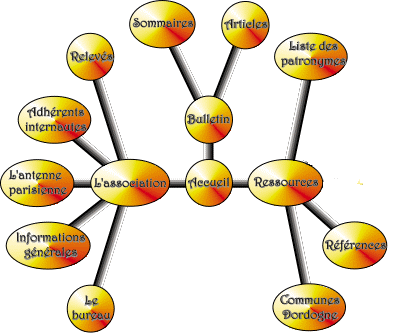 Sommaires
Articles
Relevés
Liste des
patronymes
Adhérents
internautes
Bulletin
L'antenne
parisienne
L'association
Accueil
Ressources
Informations
générales
Références
Le
bureau
Communes
Dordogne